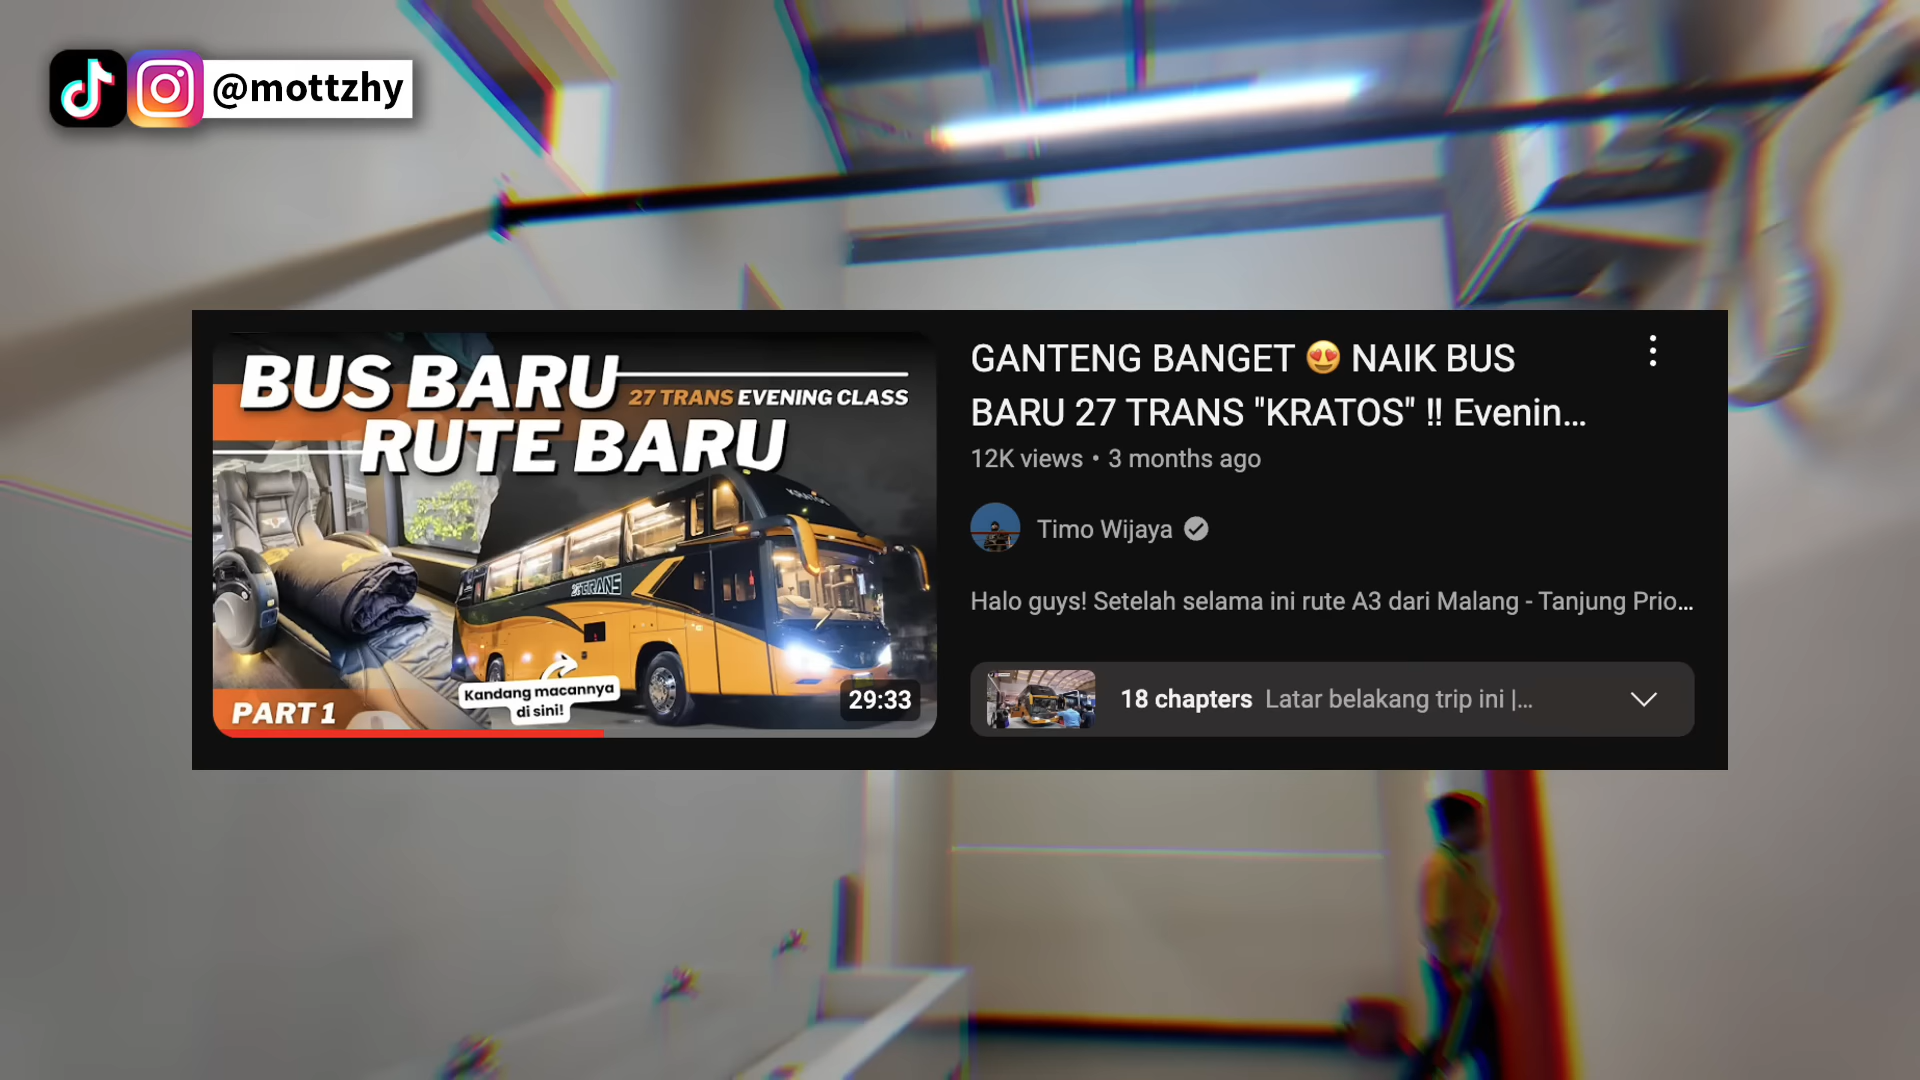 @mottzhy
BUS BARU
27 TRANS EVENING CLASS
RUTE BARU
KRATOS
27TRANS
Kandang macannya
di sini!
PART 1
29:33
GANTENG BANGET 😍 NAIK BUS
BARU 27 TRANS "KRATOS" !! Evenin...
12K views • 3 months ago
Timo Wijaya
Halo guys! Setelah selama ini rute A3 dari Malang - Tanjung Prio...
18 chapters Latar belakang trip ini |...